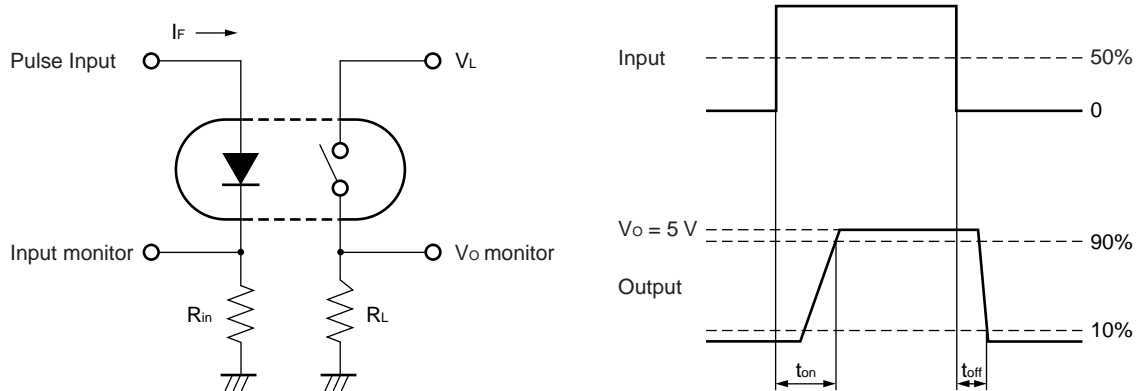 IF
Pulse Input
VL
Input monitor
VO monitor
Rin
RL
Input
50%
0
VO = 5 V
90%
Output
10%
ton
toff